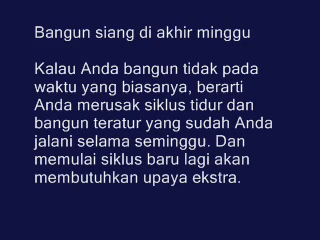 Bangun siang di akhir minggu
Kalau Anda bangun tidak pada
waktu yang biasanya, berarti
Anda merusak siklus tidur dan
bangun teratur yang sudah Anda
jalani selama seminggu. Dan
memulai siklus baru lagi akan
membutuhkan upaya ekstra.